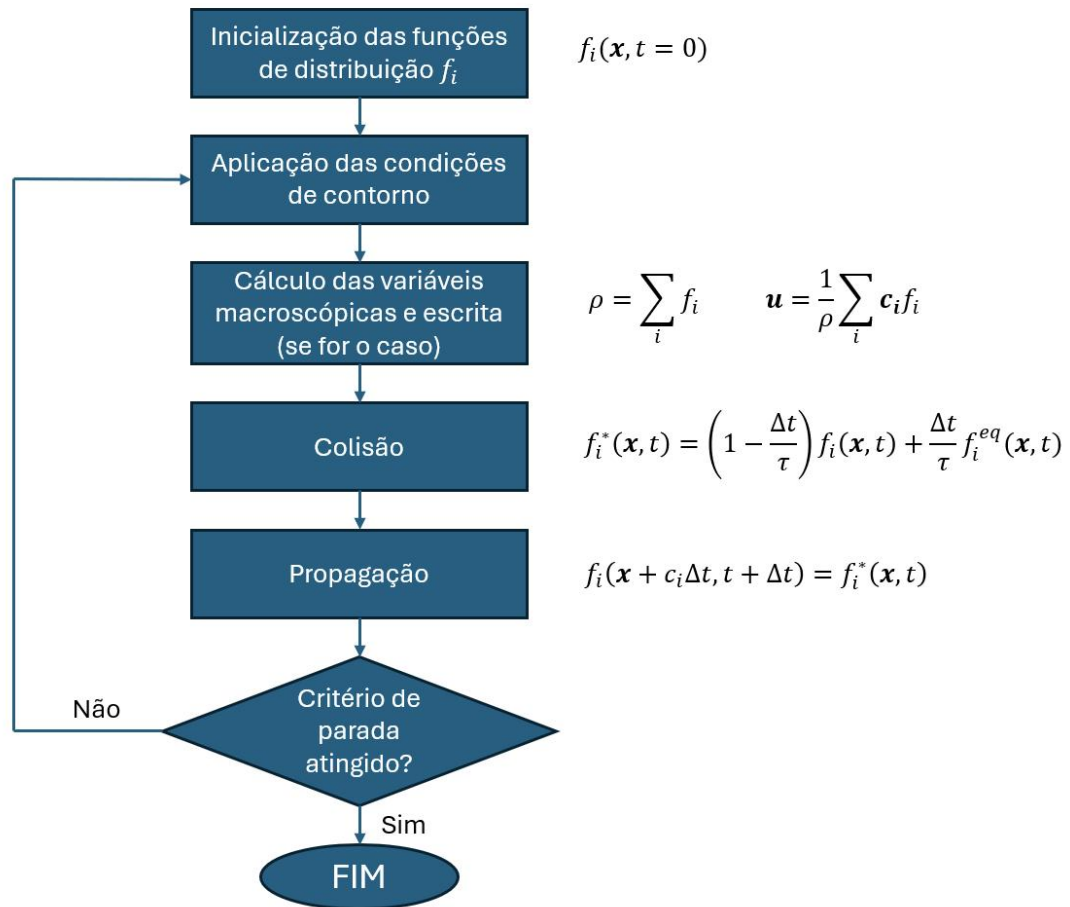 Inicialização das funções
de distribuição fᵢ
fᵢ(x, t = 0)
Aplicação das condições
de contorno
Cálculo das variáveis
macroscópicas e escrita
(se for o caso)
ρ = ∑ᵢ fᵢ    u = 1/ρ ∑ᵢ cᵢfᵢ
Colisão
fᵢ*(x, t) = (1 − Δt/τ) fᵢ(x, t) + Δt/τ fᵢᵉq(x, t)
Propagação
fᵢ(x + cᵢΔt, t + Δt) = fᵢ*(x, t)
Critério de
parada
atingido?
Não
Sim
FIM